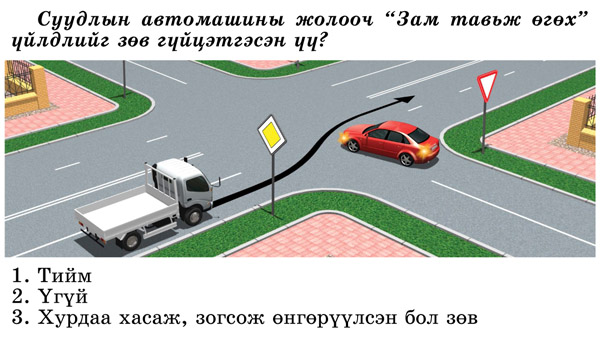 Суудлын автомашины жолооч “Зам тавьж өгөх”
үйлдлийг зөв гүйцэтгэсэн үү?
1. Тийм
2. Үгүй
3. Хурдаа хасаж, зогсож өнгөрүүлсэн бол зөв